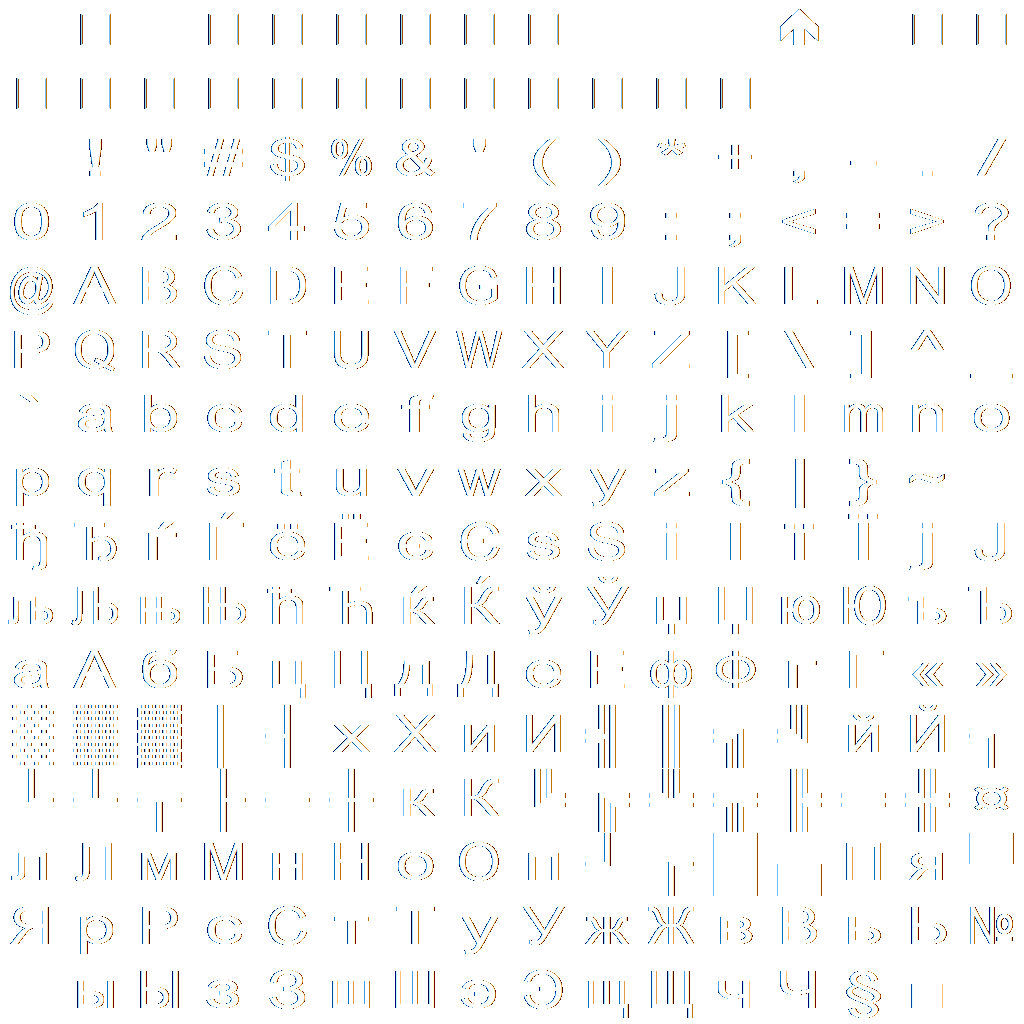 ! " # $ % & ' ( ) * + , - . /
0 1 2 3 4 5 6 7 8 9 : ; < = > ?
@ A B C D E F G H I J K L M N O
P Q R S T U V W X Y Z [ \ ] ^ _
` a b c d e f g h i j k l m n o
p q r s t u v w x y z { | } ~
ђ Ђ ѓ Ѓ ё Ё є Є ѕ Ѕ і І ї Ї ј Ј
љ Љ њ Њ ћ Ћ ќ Ќ ў Ў џ Џ ю Ю ъ Ъ
а А б Б ц Ц д Д е Е ф Ф г Г « »
░ ▒ ▓ │ ┤ х Х и И ╣ ║ ╗ ╝ й Й ┐
└ ┴ ┬ ├ ─ ┼ к К ╚ ╔ ╩ ╦ ╠ ═ ╬ ¤
л Л м М н Н о О п ┘ ┌ █ ▄ П я ▀
Я р Р с С т Т у У ж Ж в В ь Ь №
ы Ы з З ш Ш э Э щ Щ ч Ч § ■